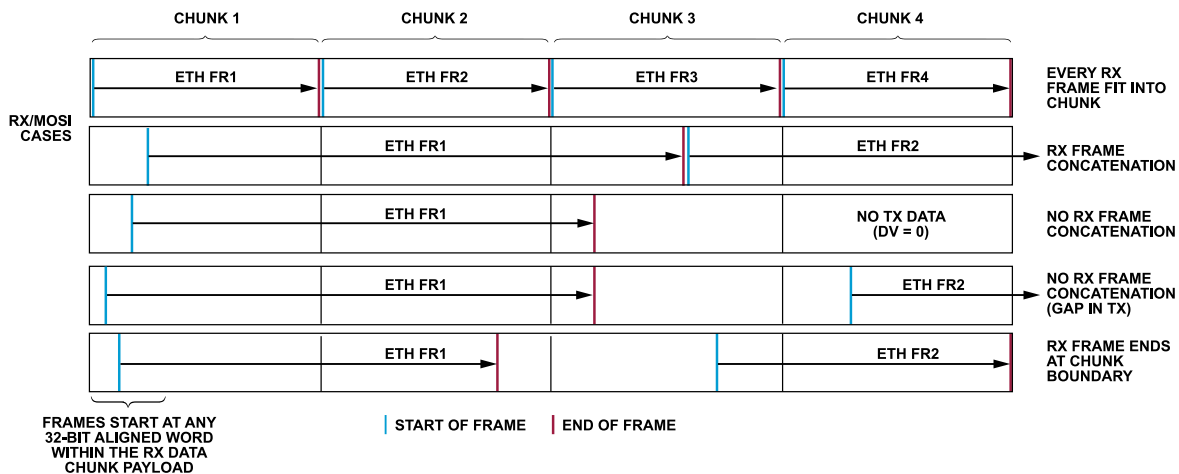 CHUNK 1
CHUNK 2
CHUNK 3
CHUNK 4
RX/MOSI
CASES
ETH FR1
ETH FR2
ETH FR3
ETH FR4
EVERY RX
FRAME FIT INTO
CHUNK
ETH FR1
ETH FR2
RX FRAME
CONCATENATION
ETH FR1
NO TX DATA
(DV = 0)
NO RX FRAME
CONCATENATION
ETH FR1
ETH FR2
NO RX FRAME
CONCATENATION
(GAP IN TX)
ETH FR1
ETH FR2
RX FRAME ENDS
AT CHUNK
BOUNDARY
FRAMES START AT ANY
32-BIT ALIGNED WORD
WITHIN THE RX DATA
CHUNK PAYLOAD
START OF FRAME
END OF FRAME